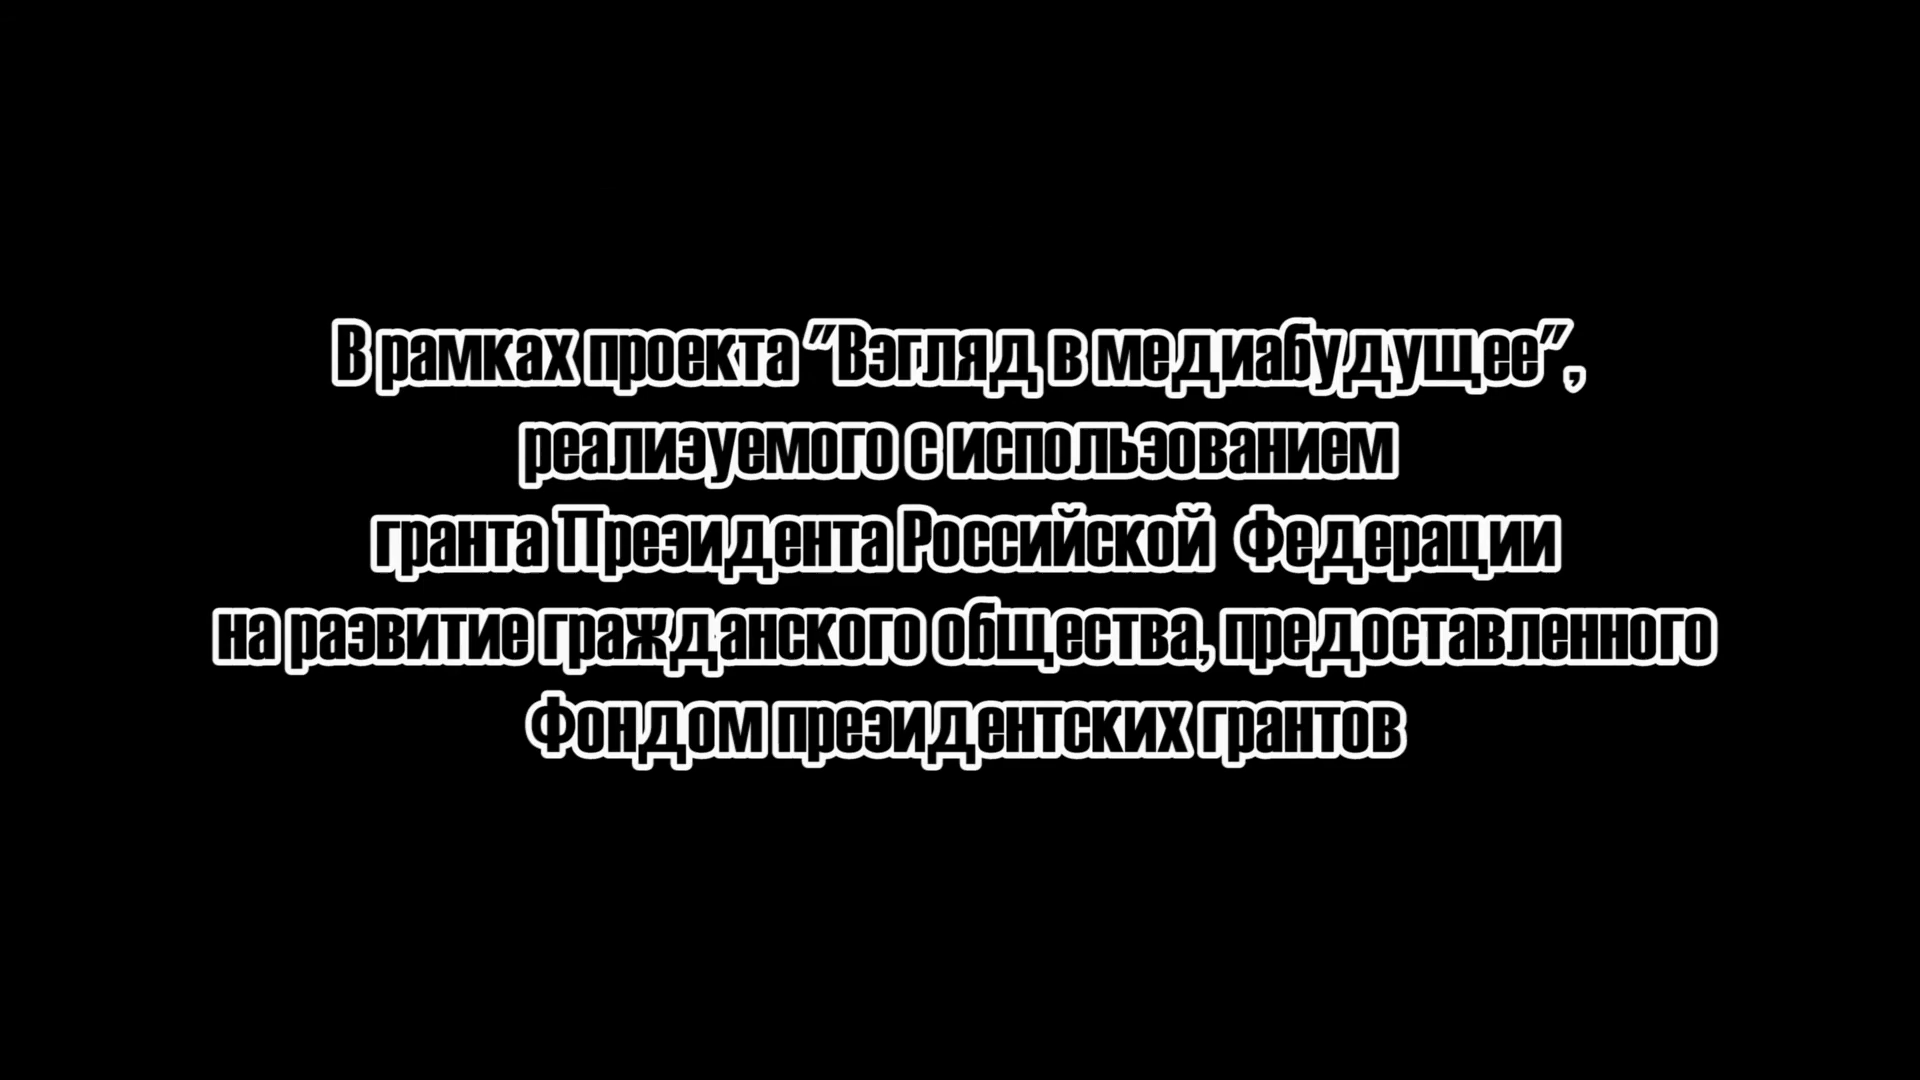 В рамках проекта "Взгляд в медиабудущее",
реализуемого с использованием
гранта Президента Российской Федерации
на развитие гражданского общества, предоставленного
Фондом президентских грантов